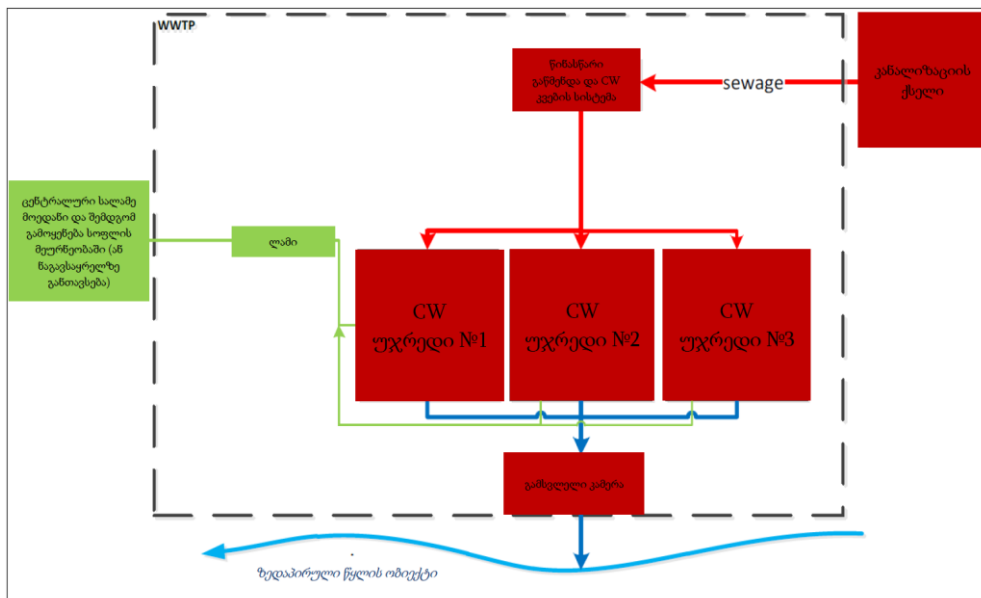 WWTP
წინასწარი
გაწმენდა და CW
კვების სისტემა
sewage
კანალიზაციის
ქსელი
ცენტრალური სალამე
მოედანი და შემდგომ
გამოყენება სოფლის
მეურნეობაში (ან
ნაგავსაყრელზე
განთავსება)
ლამი
CW
უჯრედი №1
CW
უჯრედი №2
CW
უჯრედი №3
გამსვლელი კამერა
ზედაპირული წყლის ობიექტი